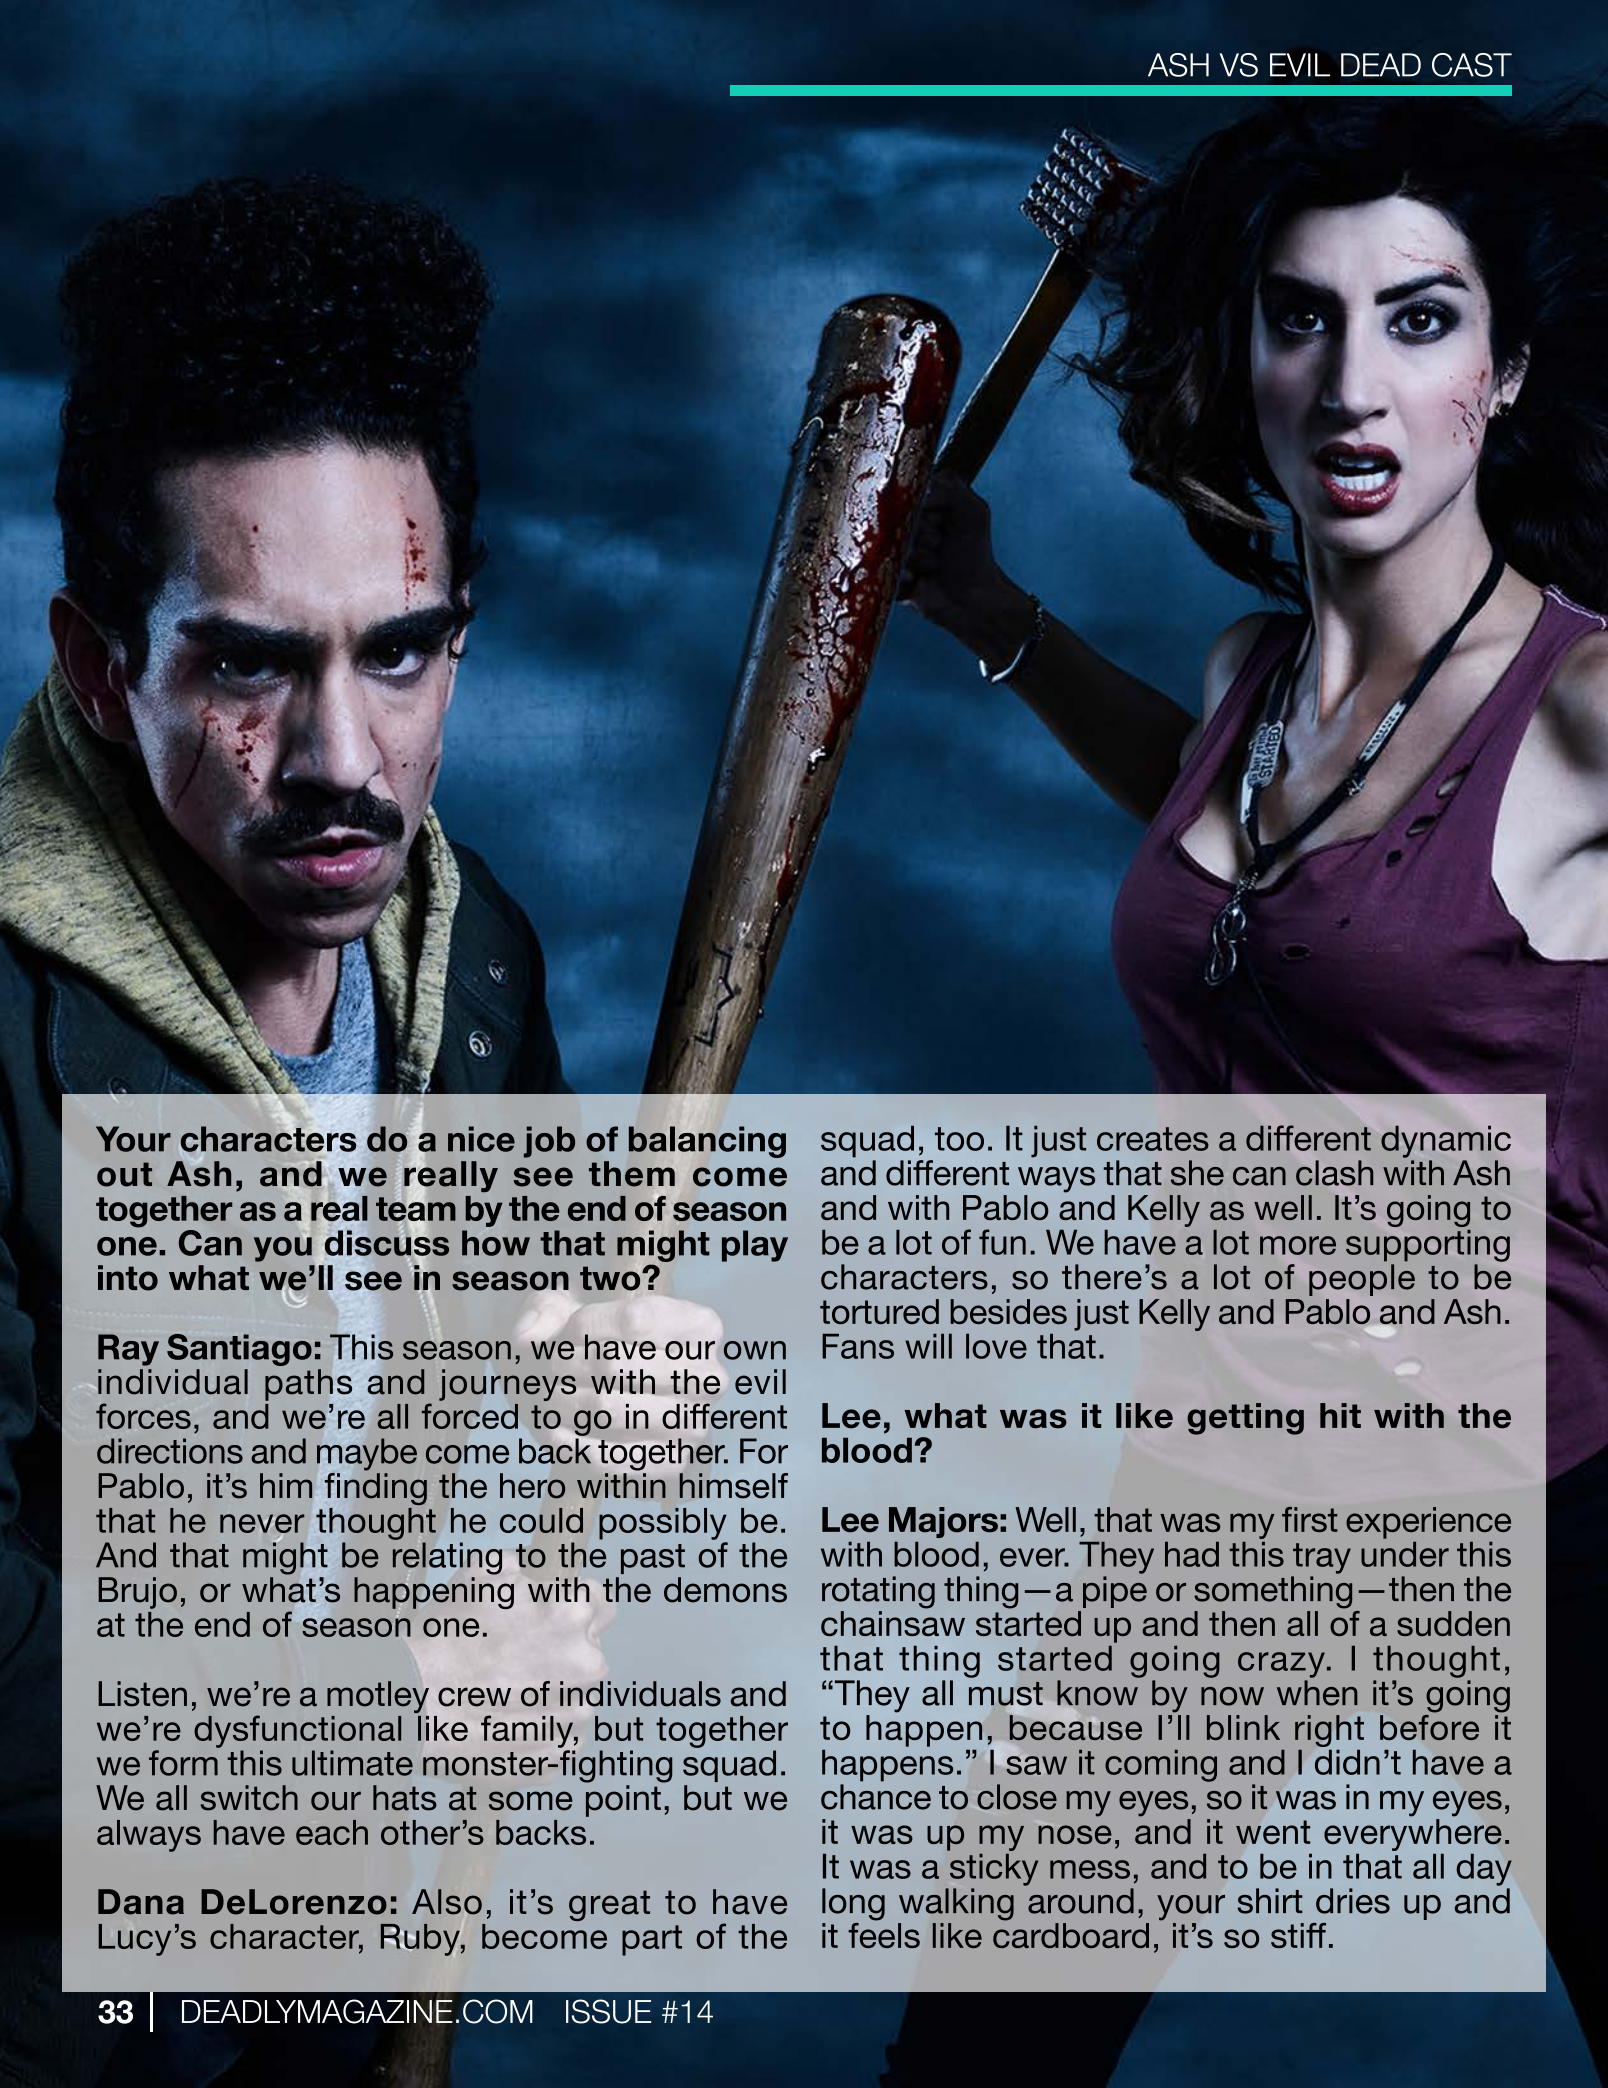 ASH VS EVIL DEAD CAST
STARTED
Your characters do a nice job of balancing
out Ash, and we really see them come
together as a real team by the end of season
one. Can you discuss how that might play
into what we’ll see in season two?
Ray Santiago: This season, we have our own
individual paths and journeys with the evil
forces, and we’re all forced to go in different
directions and maybe come back together. For
Pablo, it’s him finding the hero within himself
that he never thought he could possibly be.
And that might be relating to the past of the
Brujo, or what’s happening with the demons
at the end of season one.
Listen, we’re a motley crew of individuals and
we’re dysfunctional like family, but together
we form this ultimate monster-fighting squad.
We all switch our hats at some point, but we
always have each other’s backs.
Dana DeLorenzo: Also, it’s great to have
Lucy’s character, Ruby, become part of the
squad, too. It just creates a different dynamic
and different ways that she can clash with Ash
and with Pablo and Kelly as well. It’s going to
be a lot of fun. We have a lot more supporting
characters, so there’s a lot of people to be
tortured besides just Kelly and Pablo and Ash.
Fans will love that.
Lee, what was it like getting hit with the
blood?
Lee Majors: Well, that was my first experience
with blood, ever. They had this tray under this
rotating thing—a pipe or something—then the
chainsaw started up and then all of a sudden
that thing started going crazy. I thought,
“They all must know by now when it’s going
to happen, because I’ll blink right before it
happens.” I saw it coming and I didn’t have a
chance to close my eyes, so it was in my eyes,
it was up my nose, and it went everywhere.
It was a sticky mess, and to be in that all day
long walking around, your shirt dries up and
it feels like cardboard, it’s so stiff.
33 | DEADLYMAGAZINE.COM ISSUE #14